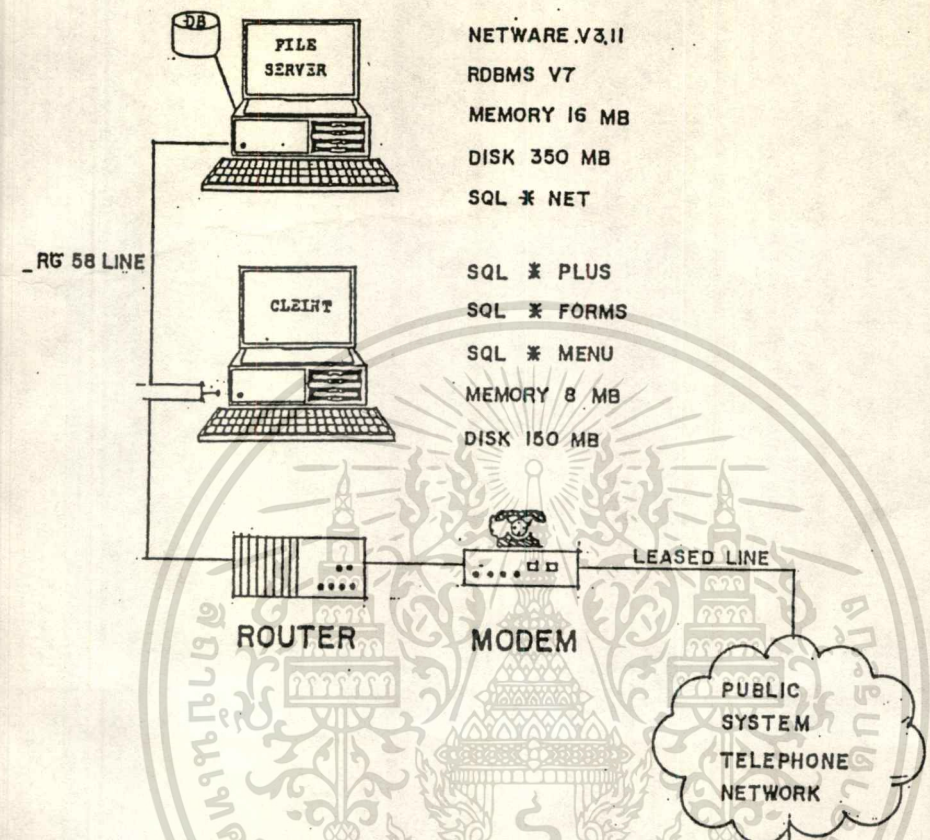 DB
FILE
SERVER
NETWARE.V3.11
RDBMS V7
MEMORY 16 MB
DISK 350 MB
SQL * NET
RG 58 LINE
CLEINT
SQL * PLUS
SQL * FORMS
SQL * MENU
MEMORY 8 MB
DISK 150 MB
ROUTER
MODEM
LEASED LINE
PUBLIC
SYSTEM
TELEPHONE
NETWORK